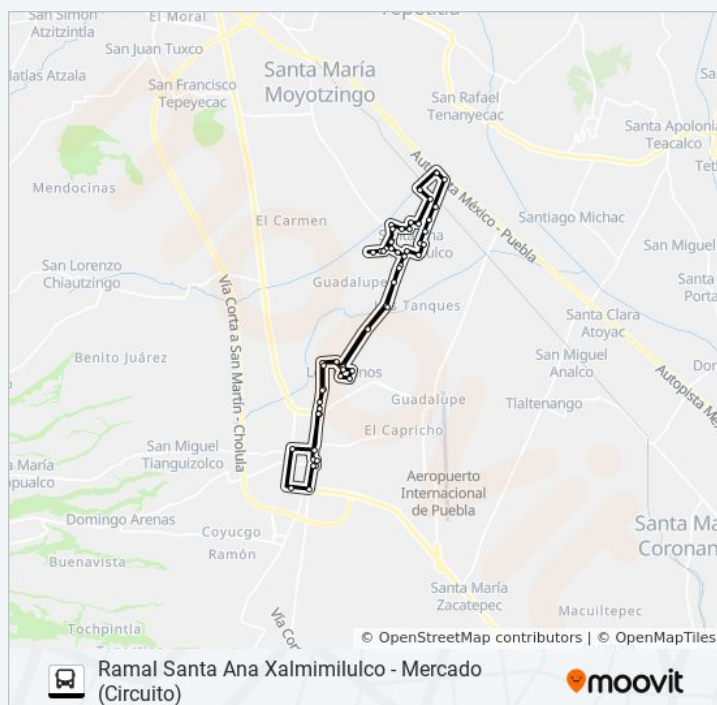 San Simón
Atzitzintla
El Moral
San Juan Tuxco
Santa María
Moyotzingo
San Francisco
Tepeyecac
San Rafael
Tenanyecac
Santa Apolonia
Teacalco
Mendocinas
El Carmen
Autopista México - Puebla
Santiago Michac
San Miguel
San Lorenzo
Chiautzingo
Guadalupe
Los Tanques
Santa Clara
Atoyac
Vía Corta a San Martín - Cholula
Benito Juárez
San Miguel
Analco
Guadalupe
Tlaltenango
El Capricho
San Miguel
Tianguizolco
Aeropuerto
Internacional
de Puebla
Domingo Arenas
Coyucgo
Ramón
Buenavista
Santa María
Zacatepec
Macuiltepec
Tochpintla
© OpenStreetMap contributors | © OpenMapTiles
Ramal Santa Ana Xalmimilulco - Mercado
(Circuito)
moovit